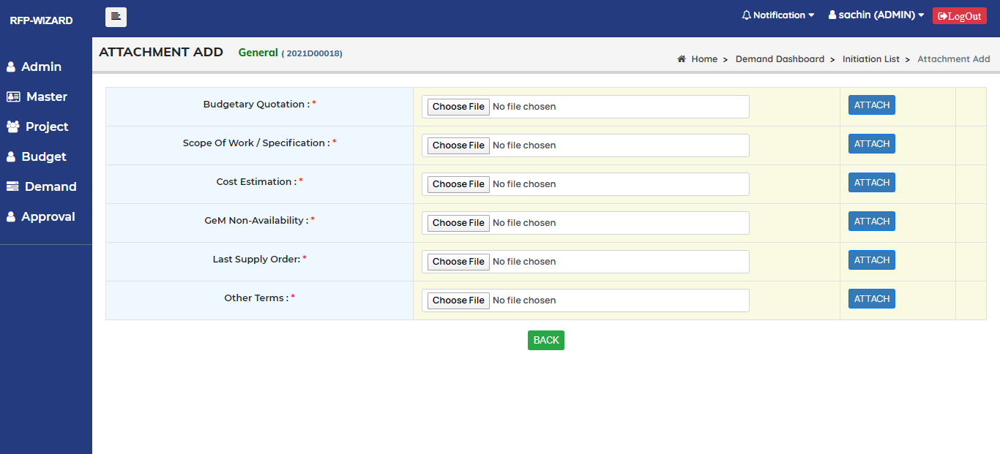 RFP-WIZARD
Notification
sachin (ADMIN)
LogOut
ATTACHMENT ADD General ( 2021D00018)
Home > Demand Dashboard > Initiation List > Attachment Add
Admin
Master
Project
Budget
Demand
Approval
Budgetary Quotation : * Choose File No file chosen ATTACH
Scope Of Work / Specification : * Choose File No file chosen ATTACH
Cost Estimation : * Choose File No file chosen ATTACH
GeM Non-Availability : * Choose File No file chosen ATTACH
Last Supply Order: * Choose File No file chosen ATTACH
Other Terms : * Choose File No file chosen ATTACH
BACK